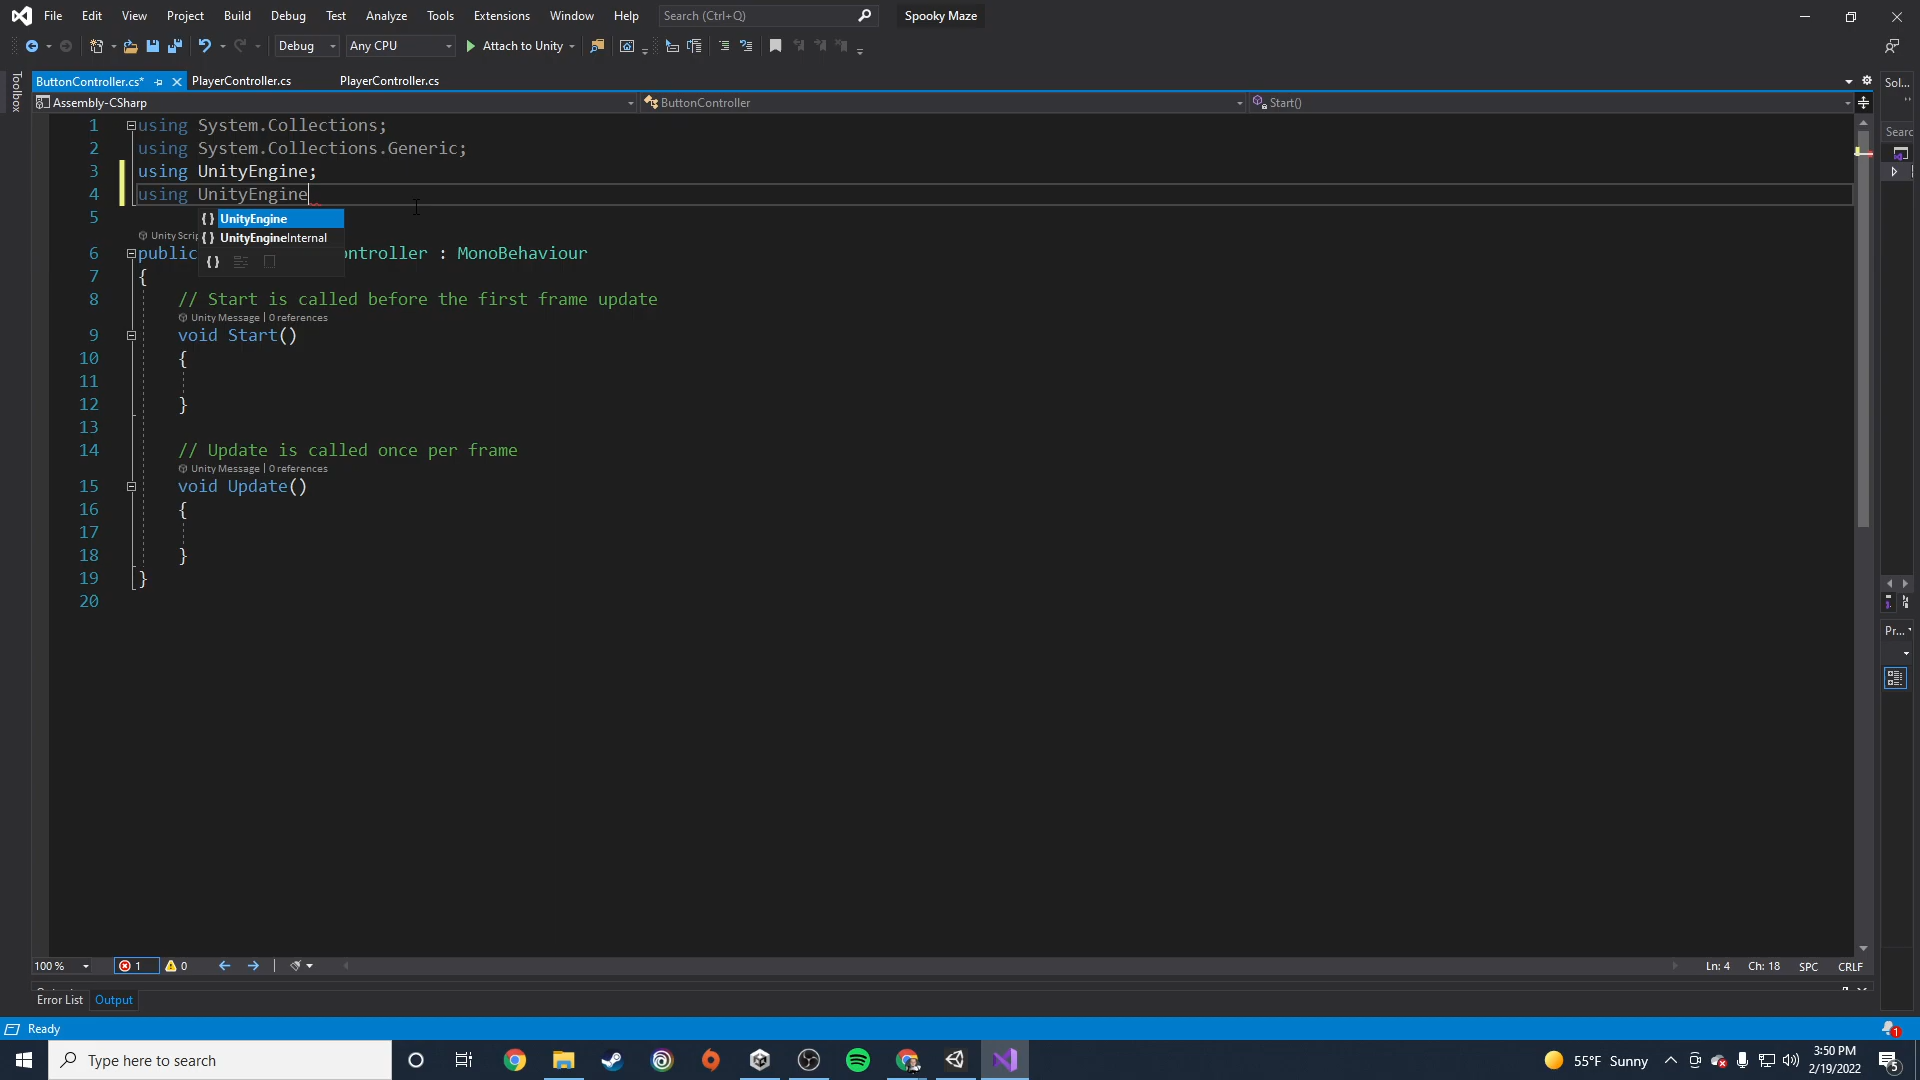 File Edit View Project Build Debug Test Analyze Tools Extensions Window Help Search (Ctrl+Q) Spooky Maze
Debug Any CPU Attach to Unity
Toolbox
ButtonController.cs* PlayerController.cs PlayerController.cs
Sol...
Assembly-CSharp ButtonController Start()
Searc
1 using System.Collections;
2 using System.Collections.Generic;
3 using UnityEngine;
4 using UnityEngine
5
UnityEngine
UnityEngineInternal
Unity Scrip
6 public ontroller : MonoBehaviour
7 {
8 // Start is called before the first frame update
Unity Message | 0 references
9 void Start()
10 {
11
12 }
13
14 // Update is called once per frame
Unity Message | 0 references
15 void Update()
16 {
17
18 }
19 }
20
Pr...
100 % 1 0 Ln: 4 Ch: 18 SPC CRLF
Error List Output
Ready 1
Type here to search 55°F Sunny 3:50 PM
2/19/2022 5